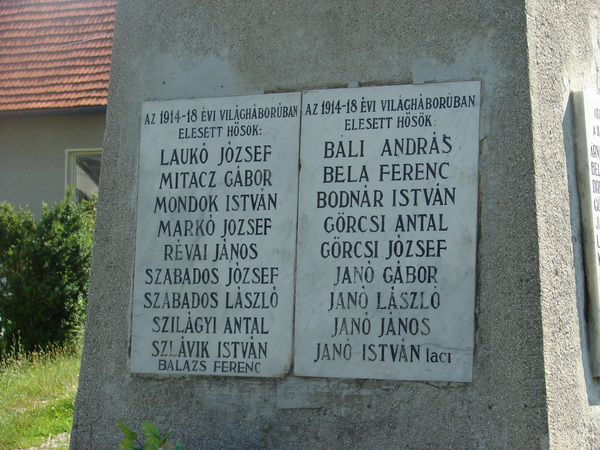 AZ 1914-18 ÉVI VILÁGHÁBORÚBAN
ELESETT HŐSÖK:
LAUKÓ JÓZSEF
MITACZ GÁBOR
MONDOK ISTVÁN
MARKÓ JÓZSEF
RÉVAI JÁNOS
SZABADOS JÓZSEF
SZABADOS LÁSZLÓ
SZILÁGYI ANTAL
SZLÁVIK ISTVÁN
BALAZS FERENC
AZ 1914-18 ÉVI VILÁGHÁBORÚBAN
ELESETT HŐSÖK:
BALI ANDRÁS
BELA FERENC
BODNÁR ISTVÁN
GÖRCSI ANTAL
GÖRCSI JÓZSEF
JANÓ GÁBOR
JANÓ LÁSZLÓ
JANÓ JÁNOS
JANÓ ISTVÁN laci